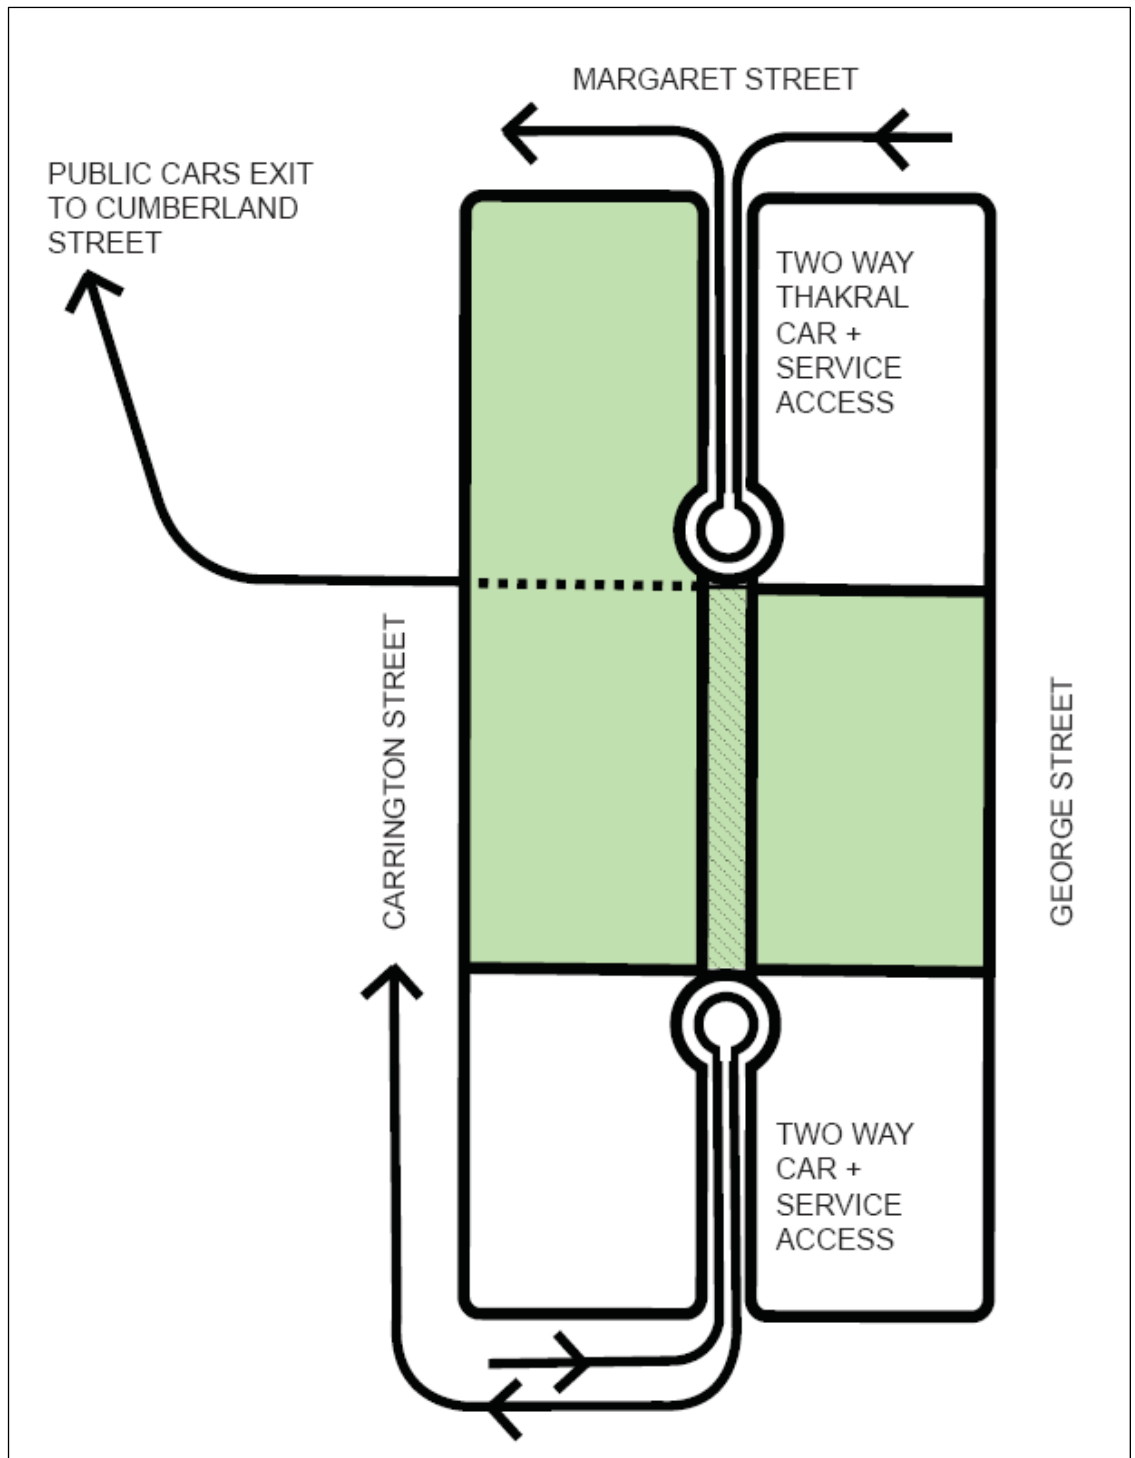 MARGARET STREET
PUBLIC CARS EXIT
TO CUMBERLAND
STREET
TWO WAY
THAKRAL
CAR +
SERVICE
ACCESS
CARRINGTON STREET
GEORGE STREET
TWO WAY
CAR +
SERVICE
ACCESS